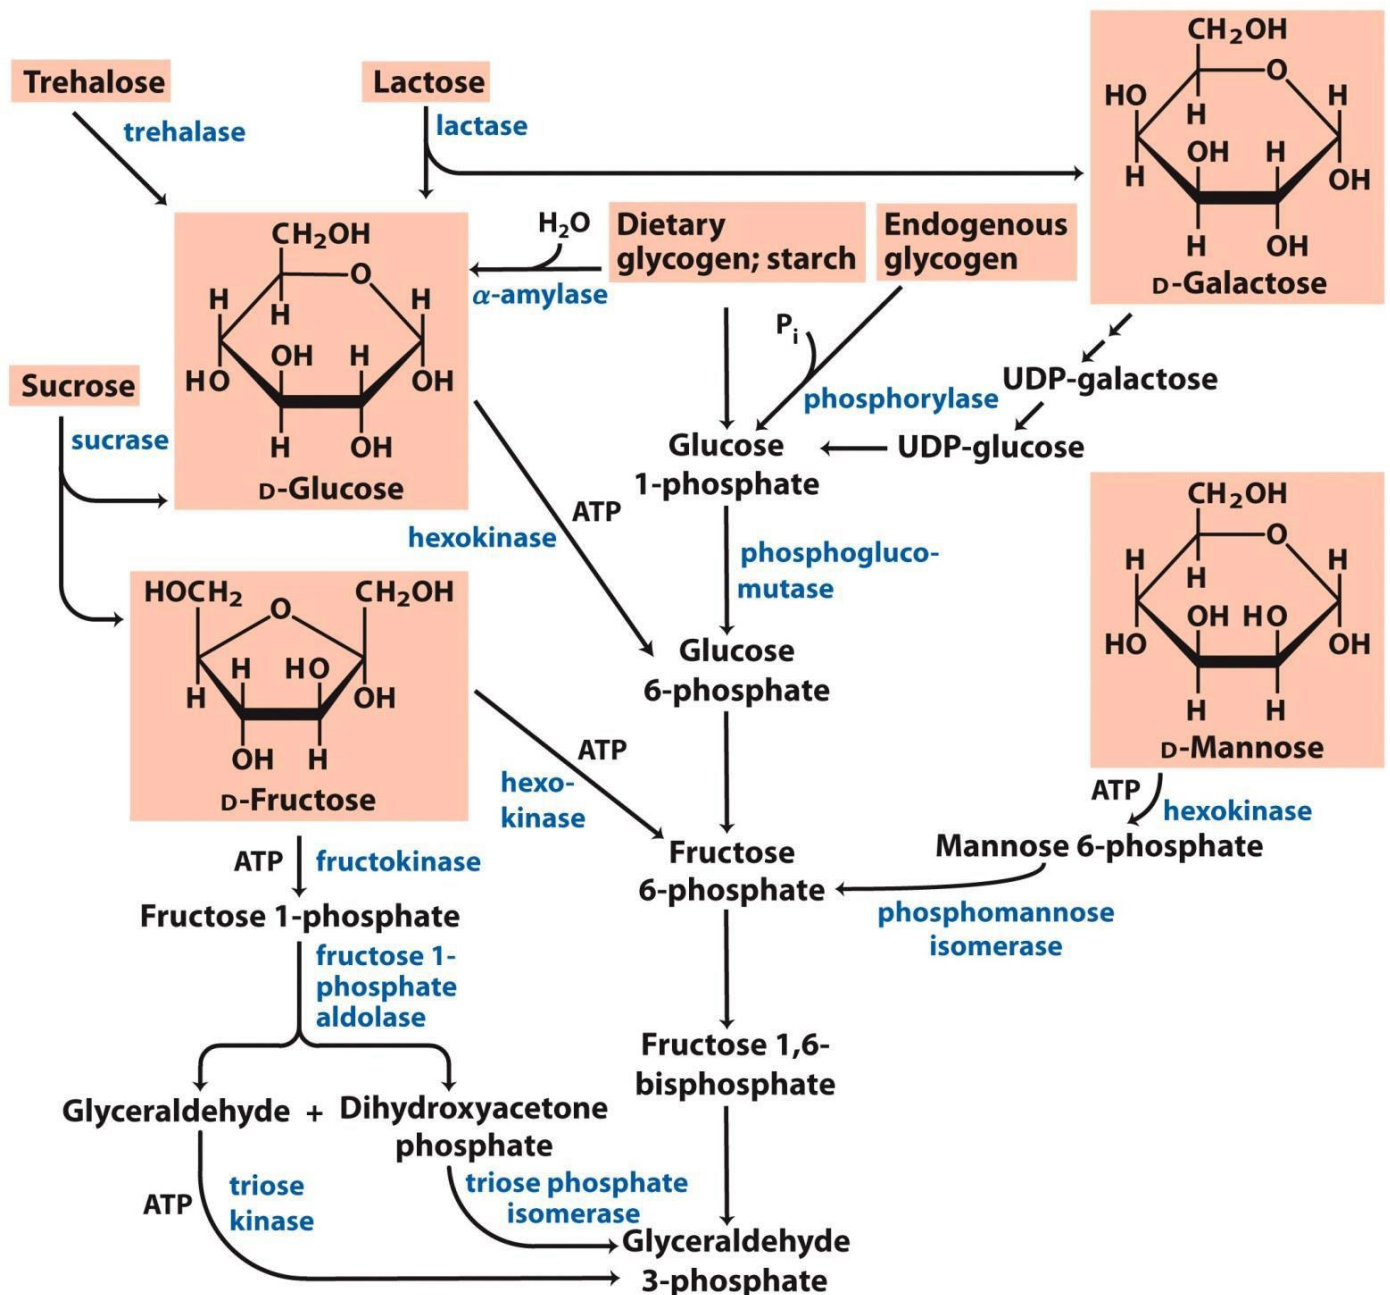 Trehalose
trehalase
Lactose
lactase
CH₂OH
O
HO
H
H
OH
H
H
OH
H
OH
D-Galactose
CH₂OH
O
H
H
H
OH
H
HO
OH
H
OH
D-Glucose
H₂O
α-amylase
Dietary
glycogen; starch
Endogenous
glycogen
Pᵢ
phosphorylase
UDP-galactose
UDP-glucose
Glucose
1-phosphate
Sucrose
sucrase
hexokinase
ATP
phosphogluco-
mutase
Glucose
6-phosphate
HOCH₂
O
CH₂OH
H
HO
H
OH
OH
H
D-Fructose
ATP
hexo-
kinase
CH₂OH
O
H
H
H
OH
HO
HO
OH
H
H
D-Mannose
ATP
hexokinase
Mannose 6-phosphate
phosphomannose
isomerase
Fructose
6-phosphate
ATP
fructokinase
Fructose 1-phosphate
fructose 1-
phosphate
aldolase
Fructose 1,6-
bisphosphate
Glyceraldehyde + Dihydroxyacetone
phosphate
ATP
triose
kinase
triose phosphate
isomerase
Glyceraldehyde
3-phosphate